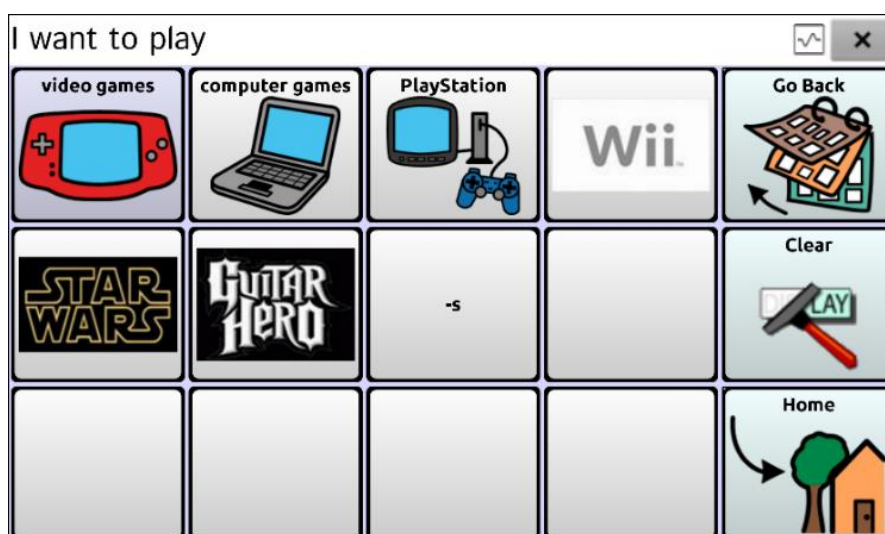 I want to play
video games
computer games
PlayStation
Wii
Go Back
STAR
WARS
GUITAR
HERO
-s
Clear
DISPLAY
Home